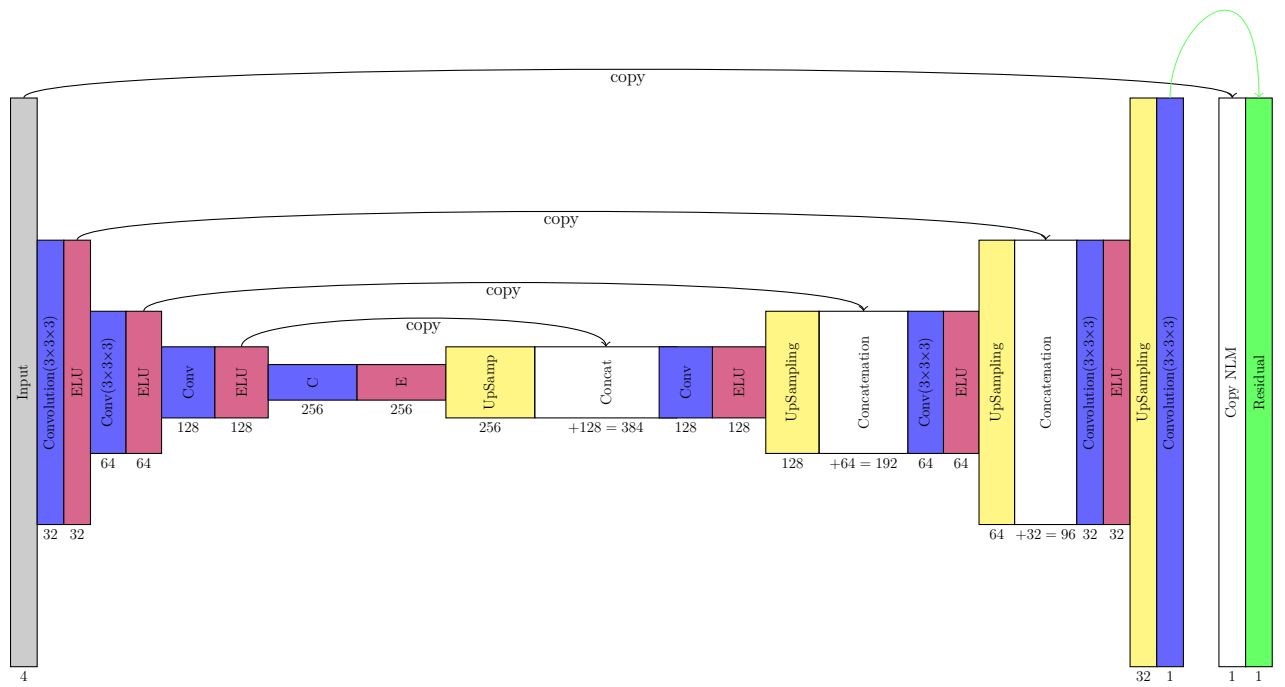 copy
copy
copy
copy
Input
Convolution(3×3×3)
ELU
Conv(3×3×3)
ELU
Conv
ELU
C
E
UpSamp
Concat
Conv
ELU
UpSampling
Concatenation
Conv(3×3×3)
ELU
UpSampling
Concatenation
Convolution(3×3×3)
ELU
UpSampling
Convolution(3×3×3)
Copy NLM
Residual
256
256
128
128
256
+128 = 384
128
128
64
64
128
+64 = 192
64
64
32
32
64
+32 = 96
32
32
4
32
1
1
1